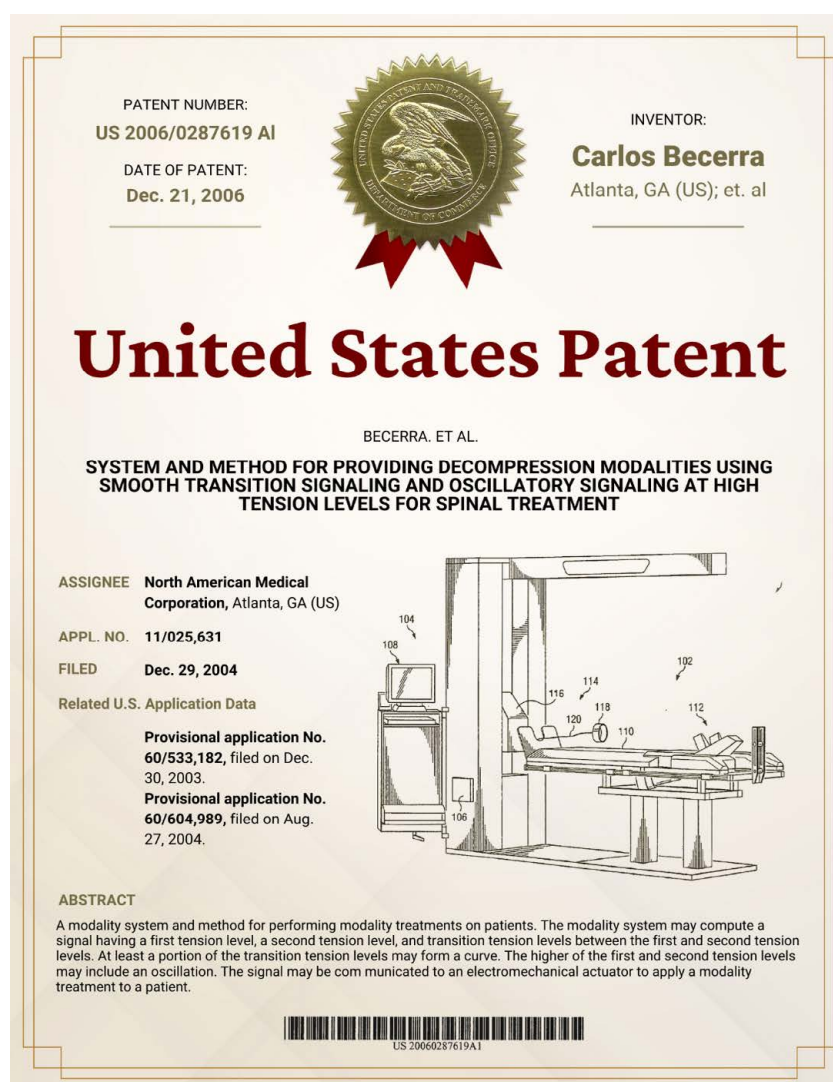 PATENT NUMBER:
US 2006/0287619 Al
DATE OF PATENT:
Dec. 21, 2006
UNITED STATES PATENT AND TRADEMARK OFFICE
DEPARTMENT OF COMMERCE
INVENTOR:
Carlos Becerra
Atlanta, GA (US); et. al
United States Patent
BECERRA. ET AL.
SYSTEM AND METHOD FOR PROVIDING DECOMPRESSION MODALITIES USING
SMOOTH TRANSITION SIGNALING AND OSCILLATORY SIGNALING AT HIGH
TENSION LEVELS FOR SPINAL TREATMENT
ASSIGNEE North American Medical
Corporation, Atlanta, GA (US)
APPL. NO. 11/025,631
FILED Dec. 29, 2004
Related U.S. Application Data
Provisional application No.
60/533,182, filed on Dec.
30, 2003.
Provisional application No.
60/604,989, filed on Aug.
27, 2004.
104
108
102
114
116
118
112
120
110
106
ABSTRACT
A modality system and method for performing modality treatments on patients. The modality system may compute a
signal having a first tension level, a second tension level, and transition tension levels between the first and second tension
levels. At least a portion of the transition tension levels may form a curve. The higher of the first and second tension levels
may include an oscillation. The signal may be com municated to an electromechanical actuator to apply a modality
treatment to a patient.
US 20060287619A1